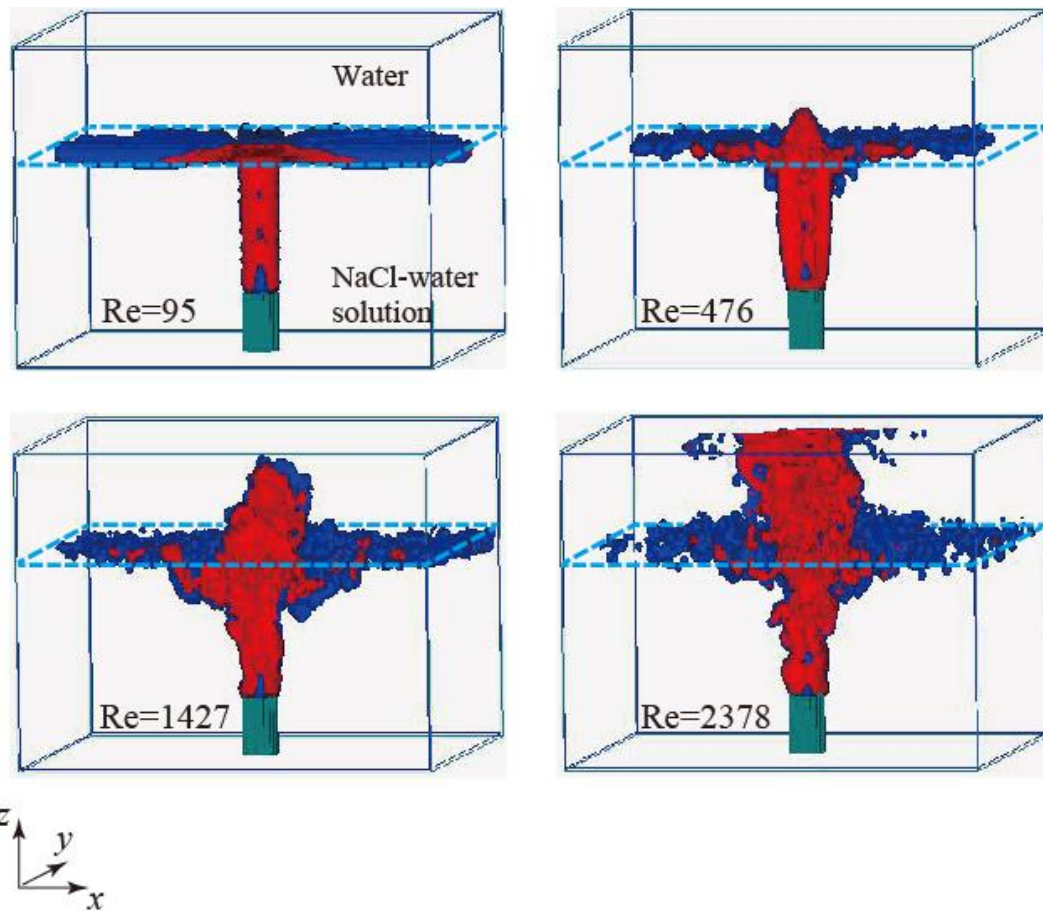 Water
NaCl-water
solution
Re=95
Re=476
Re=1427
Re=2378
z
y
x